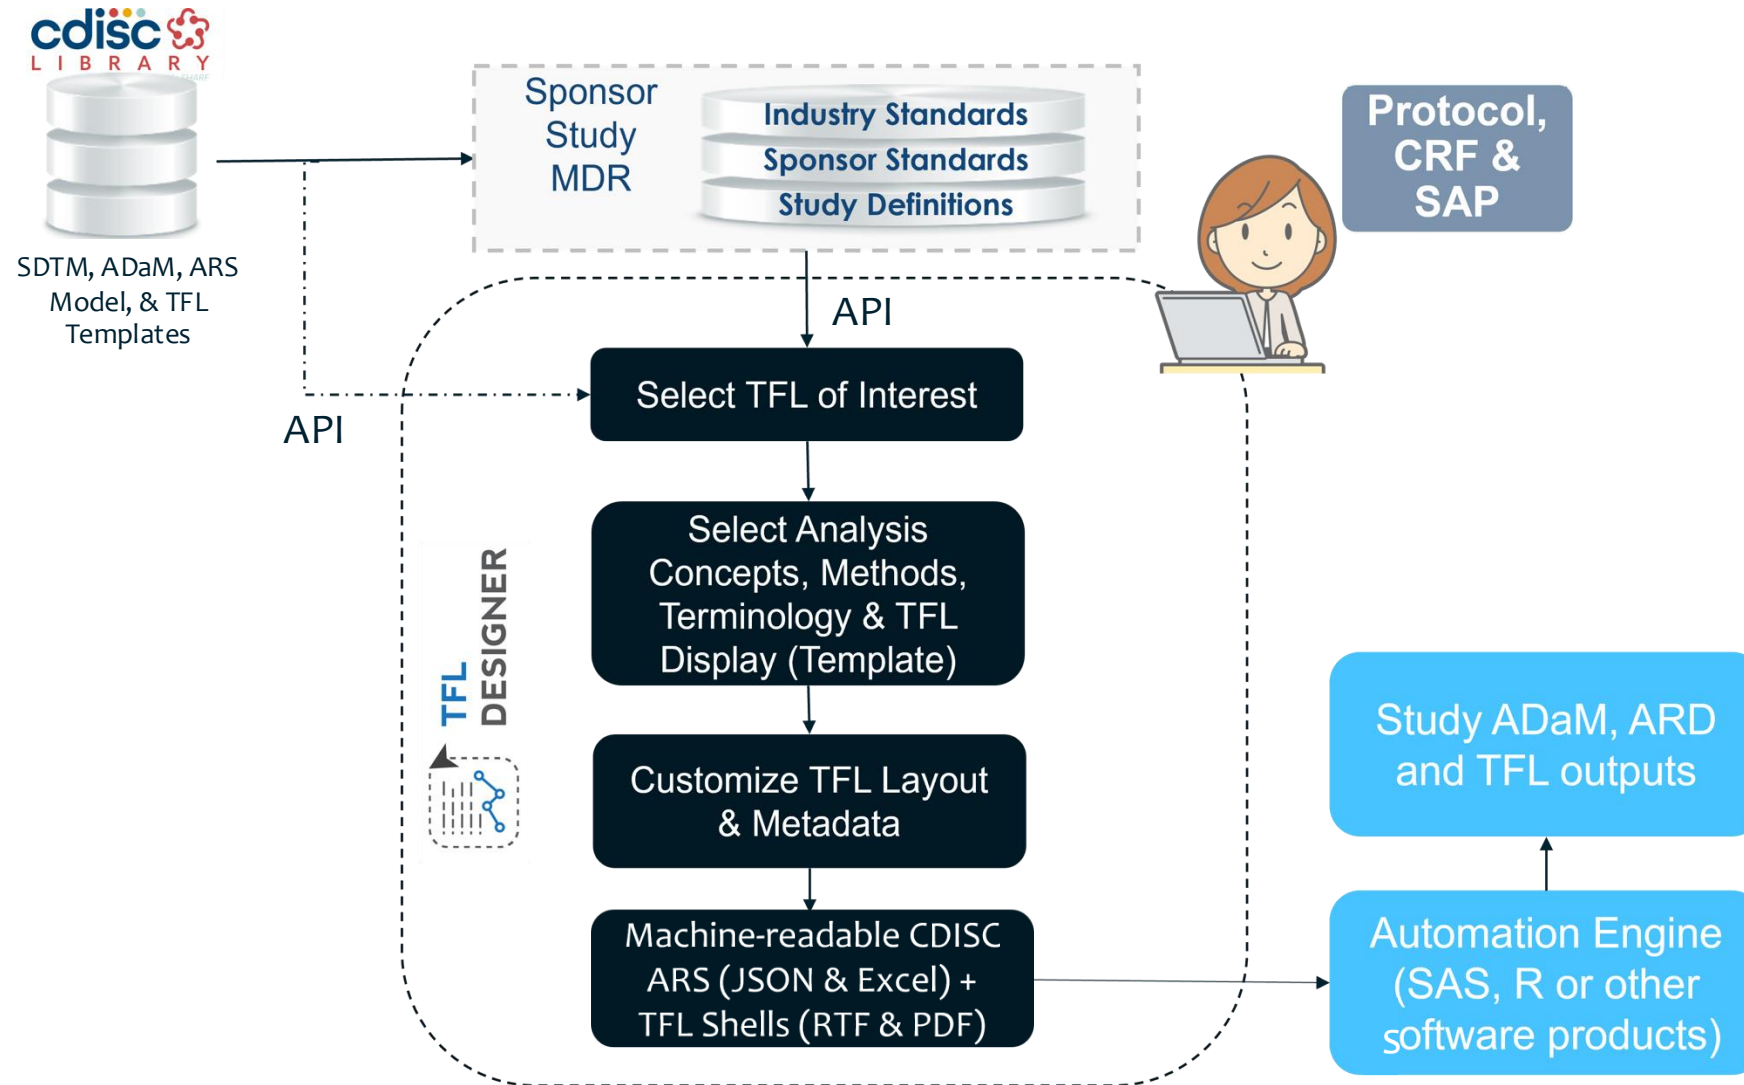 cdisc
LIBRARY
SDTM, ADaM, ARS
Model, & TFL
Templates
Sponsor
Study
MDR
Industry Standards
Sponsor Standards
Study Definitions
Protocol,
CRF &
SAP
API
API
Select TFL of Interest
Select Analysis
Concepts, Methods,
Terminology & TFL
Display (Template)
TFL
DESIGNER
Customize TFL Layout
& Metadata
Machine-readable CDISC
ARS (JSON & Excel) +
TFL Shells (RTF & PDF)
Study ADaM, ARD
and TFL outputs
Automation Engine
(SAS, R or other
software products)